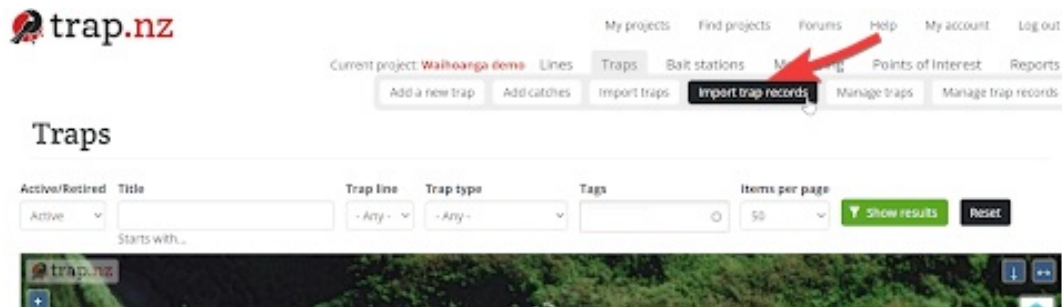 trap.nz
My projects Find projects Forums Help My account Log out
Current project: Waihoanga demo Lines Traps Bait stations Points of Interest Reports
Add a new trap Add catches Import traps Import trap records Manage traps Manage trap records
Traps
Active/Retired Title Trap line Trap type Tags Items per page
Active - Any - - Any - 50 Show results Reset
Starts with...
trap.nz
+